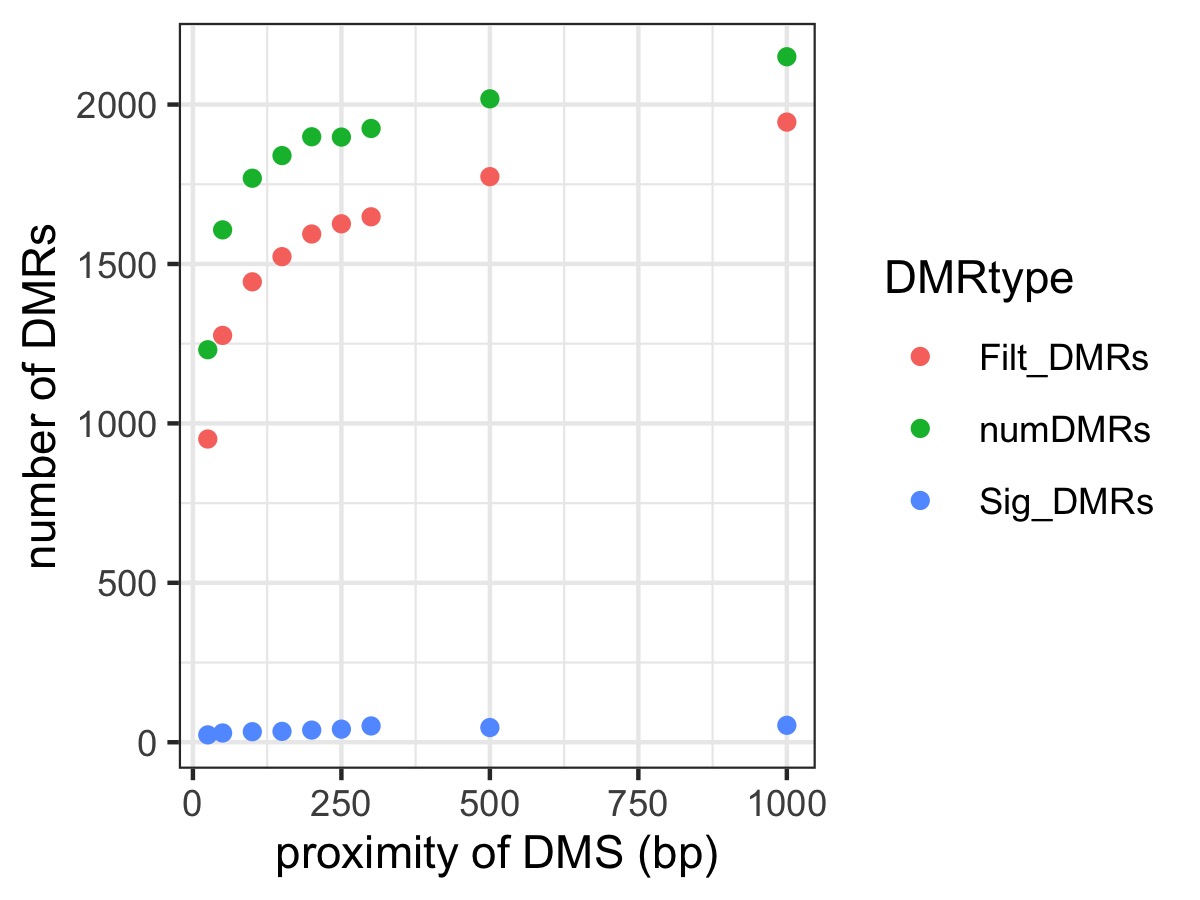 2000
1500
1000
500
0
number of DMRs
0 250 500 750 1000
proximity of DMS (bp)
DMRtype
Filt_DMRs
numDMRs
Sig_DMRs